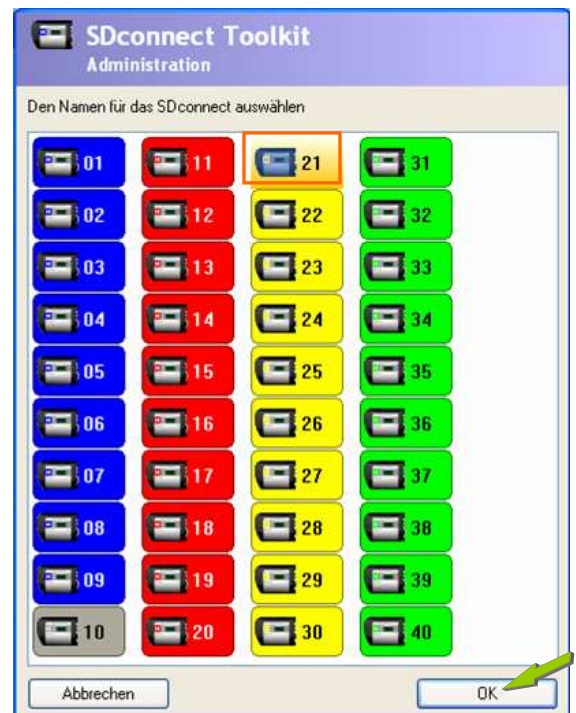 SDconnect Toolkit
Administration
Den Namen für das SDconnect auswählen
01 11 21 31
02 12 22 32
03 13 23 33
04 14 24 34
05 15 25 35
06 16 26 36
07 17 27 37
08 18 28 38
09 19 29 39
10 20 30 40
Abbrechen OK